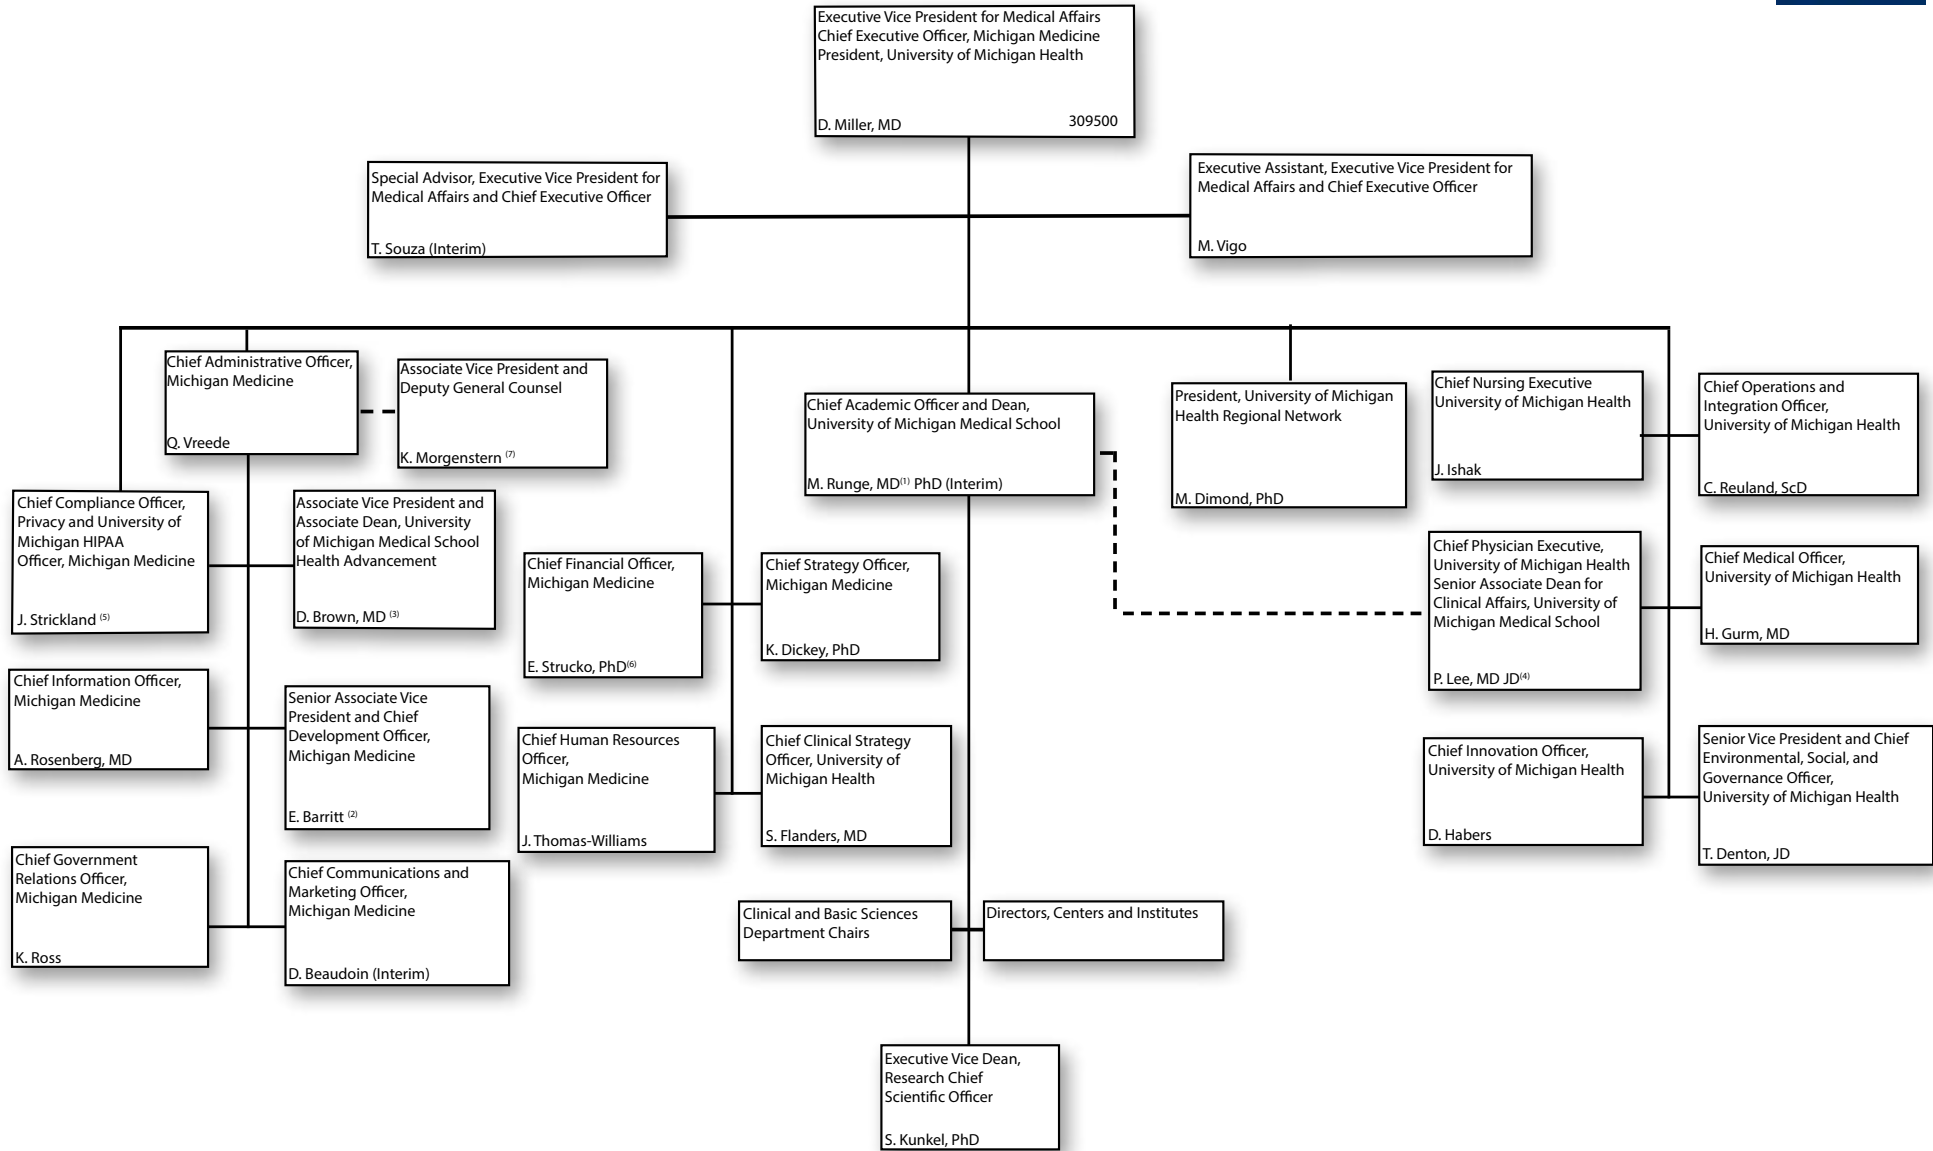 Executive Vice President for Medical Affairs
Chief Executive Officer, Michigan Medicine
President, University of Michigan Health
D. Miller, MD 309500
Special Advisor, Executive Vice President for
Medical Affairs and Chief Executive Officer
T. Souza (Interim)
Executive Assistant, Executive Vice President for
Medical Affairs and Chief Executive Officer
M. Vigo
Chief Administrative Officer,
Michigan Medicine
Q. Vreede
Associate Vice President and
Deputy General Counsel
K. Morgenstern (7)
Chief Academic Officer and Dean,
University of Michigan Medical School
M. Runge, MD(1) PhD (Interim)
President, University of Michigan
Health Regional Network
M. Dimond, PhD
Chief Nursing Executive
University of Michigan Health
J. Ishak
Chief Operations and
Integration Officer,
University of Michigan Health
C. Reuland, ScD
Chief Compliance Officer,
Privacy and University of
Michigan HIPAA
Officer, Michigan Medicine
J. Strickland (5)
Associate Vice President and
Associate Dean, University
of Michigan Medical School
Health Advancement
D. Brown, MD (3)
Chief Financial Officer,
Michigan Medicine
E. Strucko, PhD(6)
Chief Strategy Officer,
Michigan Medicine
K. Dickey, PhD
Chief Physician Executive,
University of Michigan Health
Senior Associate Dean for
Clinical Affairs, University of
Michigan Medical School
P. Lee, MD JD(4)
Chief Medical Officer,
University of Michigan Health
H. Gurm, MD
Chief Information Officer,
Michigan Medicine
A. Rosenberg, MD
Senior Associate Vice
President and Chief
Development Officer,
Michigan Medicine
E. Barritt (2)
Chief Human Resources
Officer,
Michigan Medicine
J. Thomas-Williams
Chief Clinical Strategy
Officer, University of
Michigan Health
S. Flanders, MD
Chief Innovation Officer,
University of Michigan Health
D. Habers
Senior Vice President and Chief
Environmental, Social, and
Governance Officer,
University of Michigan Health
T. Denton, JD
Chief Government
Relations Officer,
Michigan Medicine
K. Ross
Chief Communications and
Marketing Officer,
Michigan Medicine
D. Beaudoin (Interim)
Clinical and Basic Sciences
Department Chairs
Directors, Centers and Institutes
Executive Vice Dean,
Research Chief
Scientific Officer
S. Kunkel, PhD